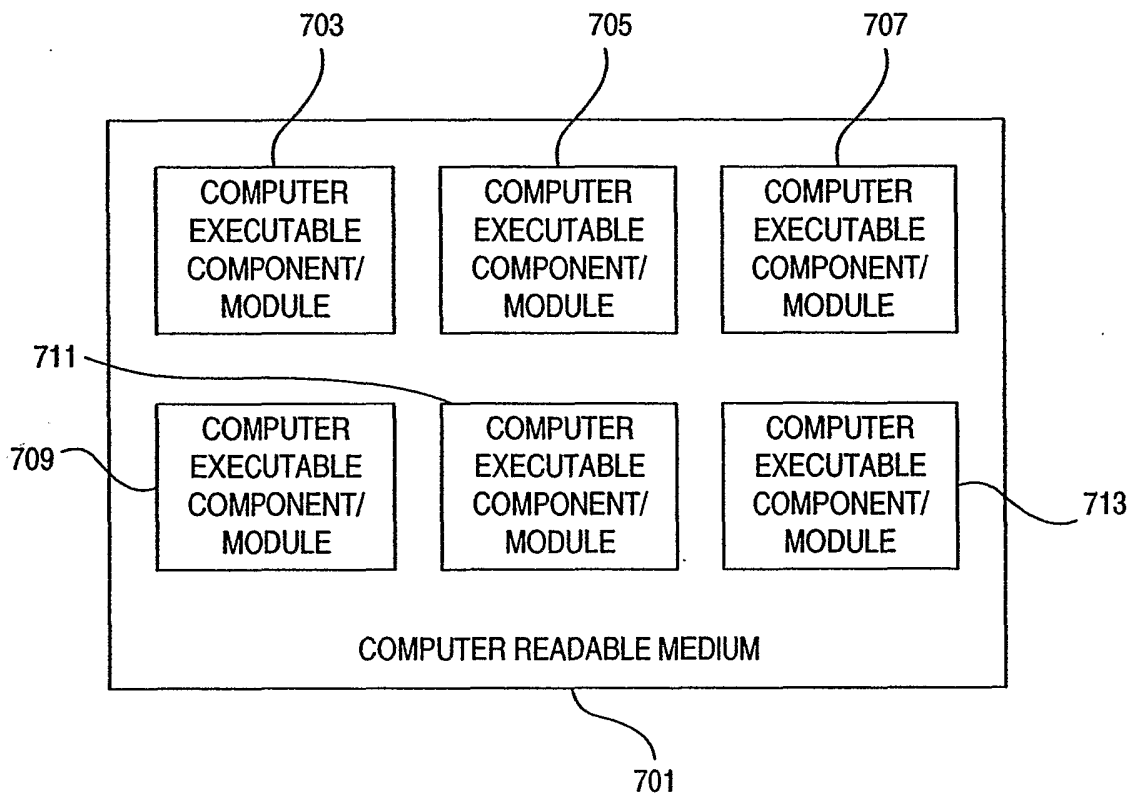 703 705 707
COMPUTER
EXECUTABLE
COMPONENT/
MODULE
COMPUTER
EXECUTABLE
COMPONENT/
MODULE
COMPUTER
EXECUTABLE
COMPONENT/
MODULE
711
709
COMPUTER
EXECUTABLE
COMPONENT/
MODULE
COMPUTER
EXECUTABLE
COMPONENT/
MODULE
COMPUTER
EXECUTABLE
COMPONENT/
MODULE
713
COMPUTER READABLE MEDIUM
701